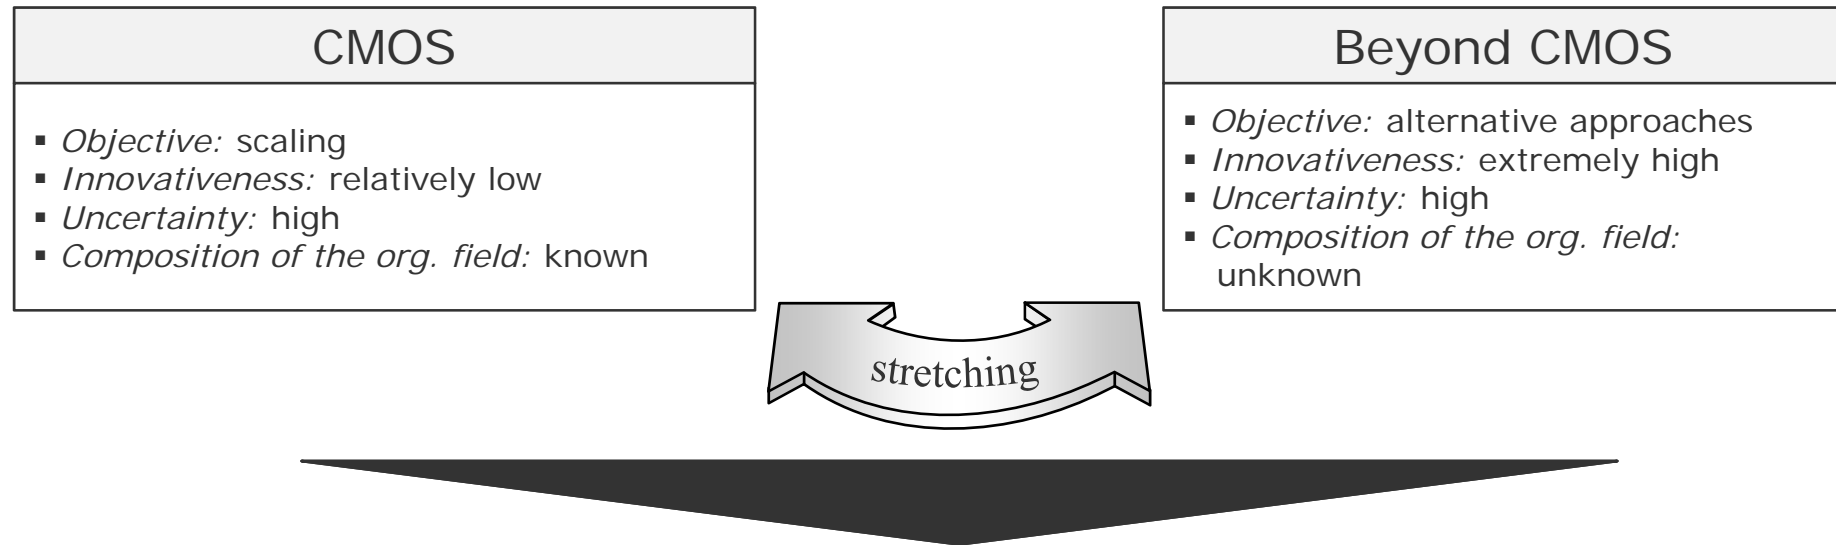 CMOS
▪ Objective: scaling
▪ Innovativeness: relatively low
▪ Uncertainty: high
▪ Composition of the org. field: known
Beyond CMOS
▪ Objective: alternative approaches
▪ Innovativeness: extremely high
▪ Uncertainty: high
▪ Composition of the org. field:
unknown
stretching